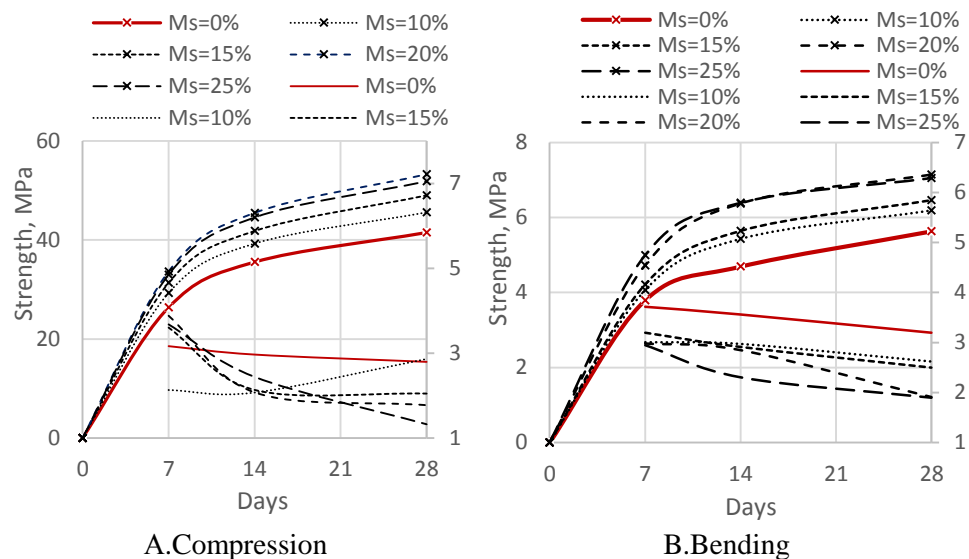 Ms=0% Ms=10%
Ms=15% Ms=20%
Ms=25% Ms=0%
Ms=10% Ms=15%
60
40
20
0
7
5
3
1
0 7 14 21 28
Strength, MPa
Days
A.Compression
Ms=0% Ms=10%
Ms=15% Ms=20%
Ms=25% Ms=0%
Ms=10% Ms=15%
Ms=20% Ms=25%
8
6
4
2
0
7
6
5
4
3
2
1
0 7 14 21 28
Strength, MPa
Days
B.Bending